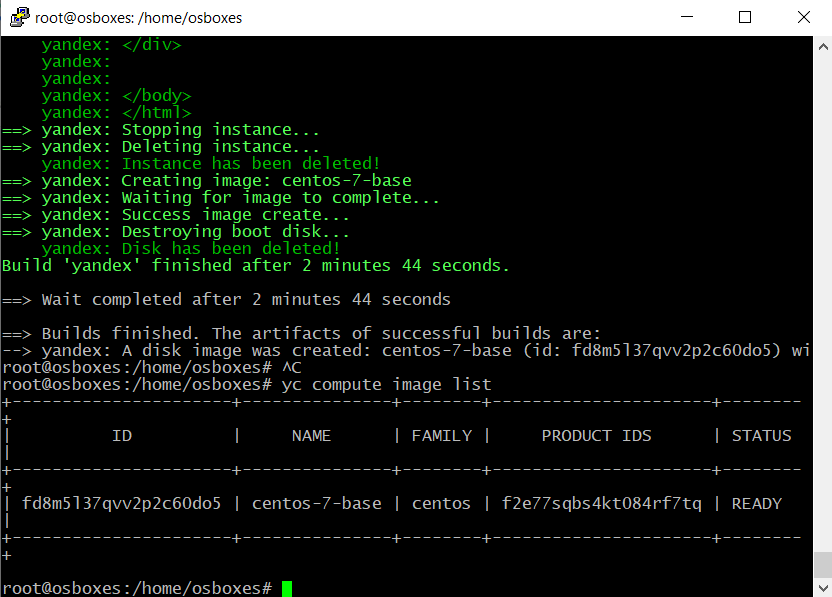 root@osboxes: /home/osboxes
yandex: </div>
yandex:
yandex:
yandex: </body>
yandex: </html>
==> yandex: Stopping instance...
==> yandex: Deleting instance...
yandex: Instance has been deleted!
==> yandex: Creating image: centos-7-base
==> yandex: Waiting for image to complete...
==> yandex: Success image create...
==> yandex: Destroying boot disk...
yandex: Disk has been deleted!
Build 'yandex' finished after 2 minutes 44 seconds.
==> Wait completed after 2 minutes 44 seconds
==> Builds finished. The artifacts of successful builds are:
--> yandex: A disk image was created: centos-7-base (id: fd8m5l37qvv2p2c60do5) wi
root@osboxes:/home/osboxes# ^C
root@osboxes:/home/osboxes# yc compute image list
+----------------------+---------------+--------+----------------------+--------
+
| ID | NAME | FAMILY | PRODUCT IDS | STATUS
|
+----------------------+---------------+--------+----------------------+--------
+
| fd8m5l37qvv2p2c60do5 | centos-7-base | centos | f2e77sqbs4kt084rf7tq | READY
|
+----------------------+---------------+--------+----------------------+--------
+
root@osboxes:/home/osboxes#